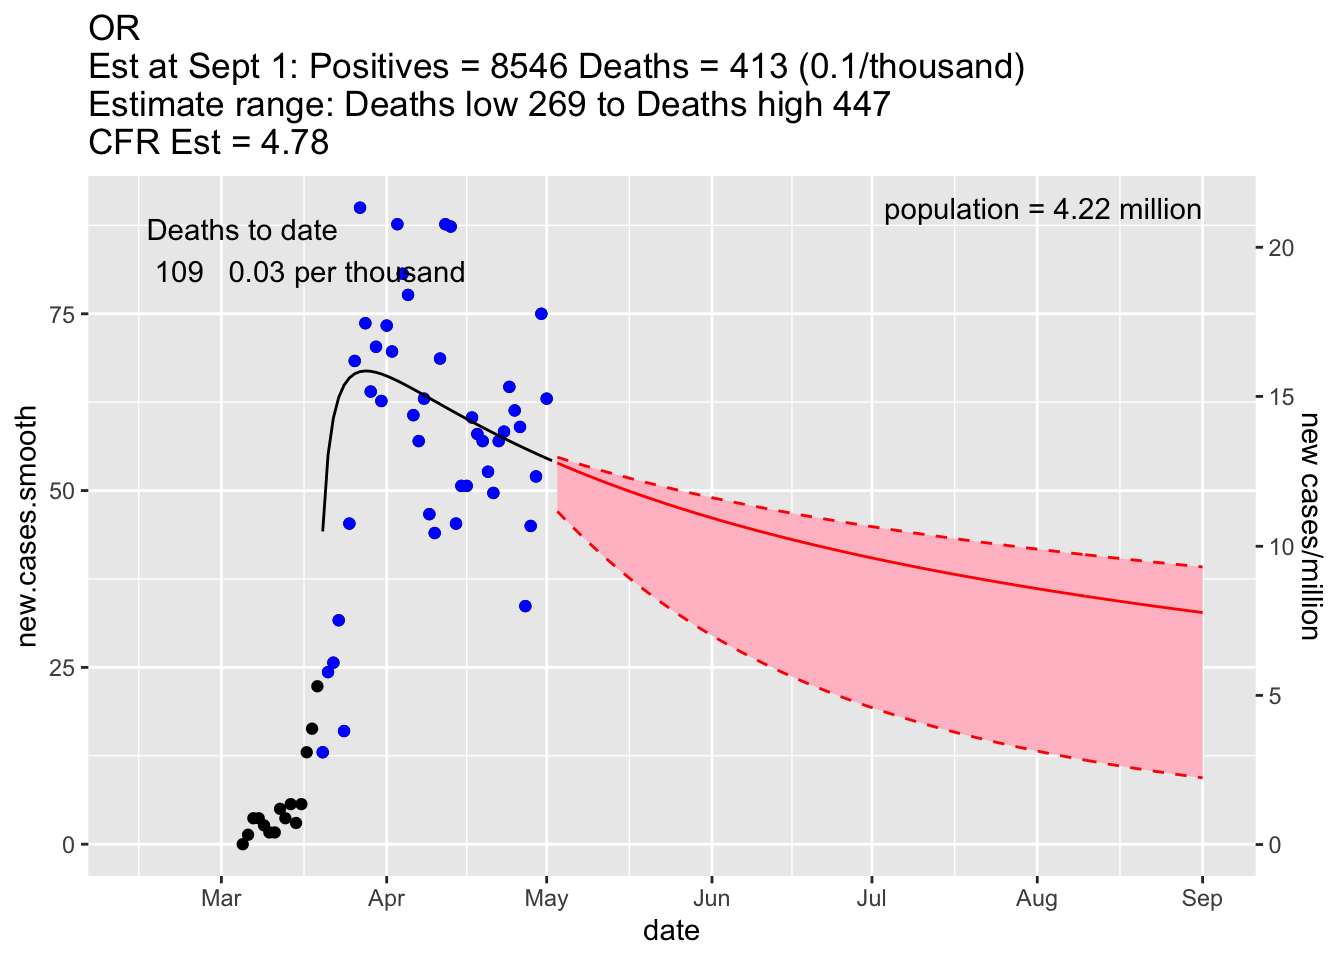 OR
Est at Sept 1: Positives = 8546 Deaths = 413 (0.1/thousand)
Estimate range: Deaths low 269 to Deaths high 447
CFR Est = 4.78
Deaths to date
109 0.03 per thousand
population = 4.22 million
new.cases.smooth
75
50
25
0
20
15
10
5
0
new cases/million
Mar Apr May Jun Jul Aug Sep
date